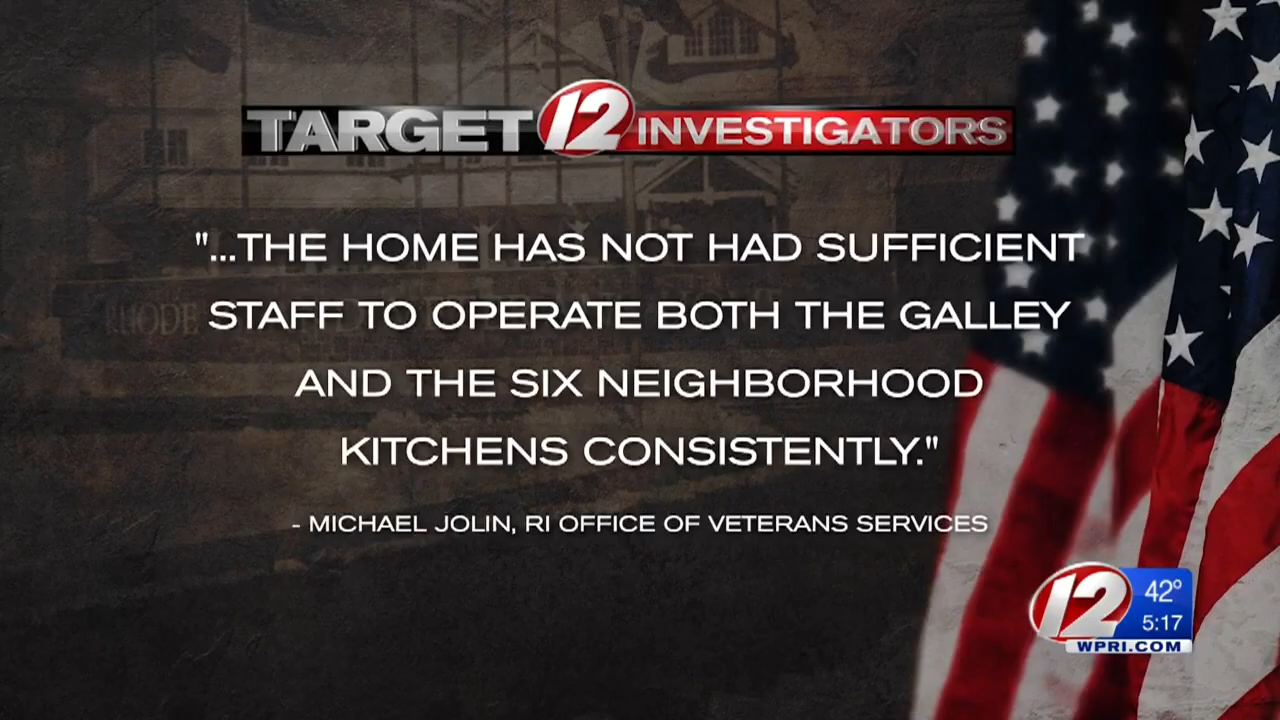 TARGET 12 INVESTIGATORS
"...THE HOME HAS NOT HAD SUFFICIENT
STAFF TO OPERATE BOTH THE GALLEY
AND THE SIX NEIGHBORHOOD
KITCHENS CONSISTENTLY."
- MICHAEL JOLIN, RI OFFICE OF VETERANS SERVICES
RHODE
12 42°
5:17
WPRI.COM